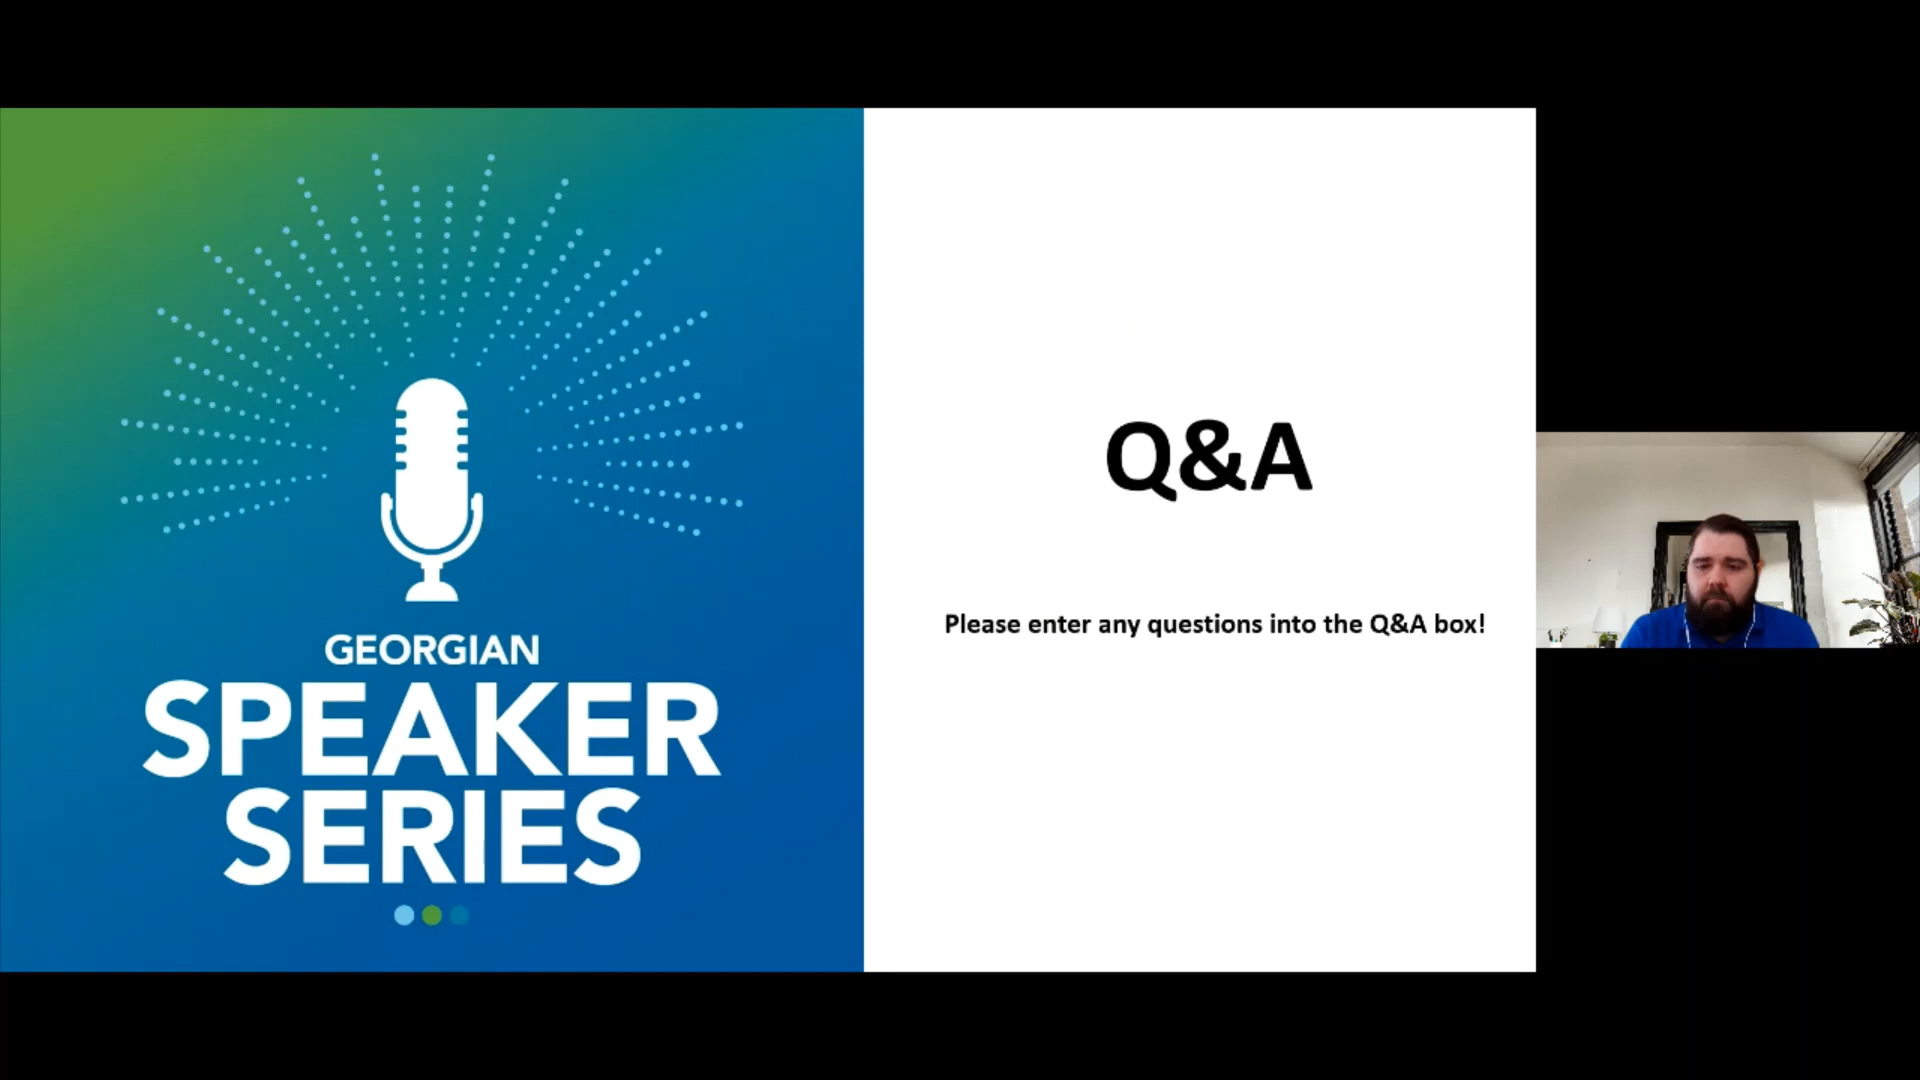 GEORGIAN
SPEAKER
SERIES
Q&A
Please enter any questions into the Q&A box!